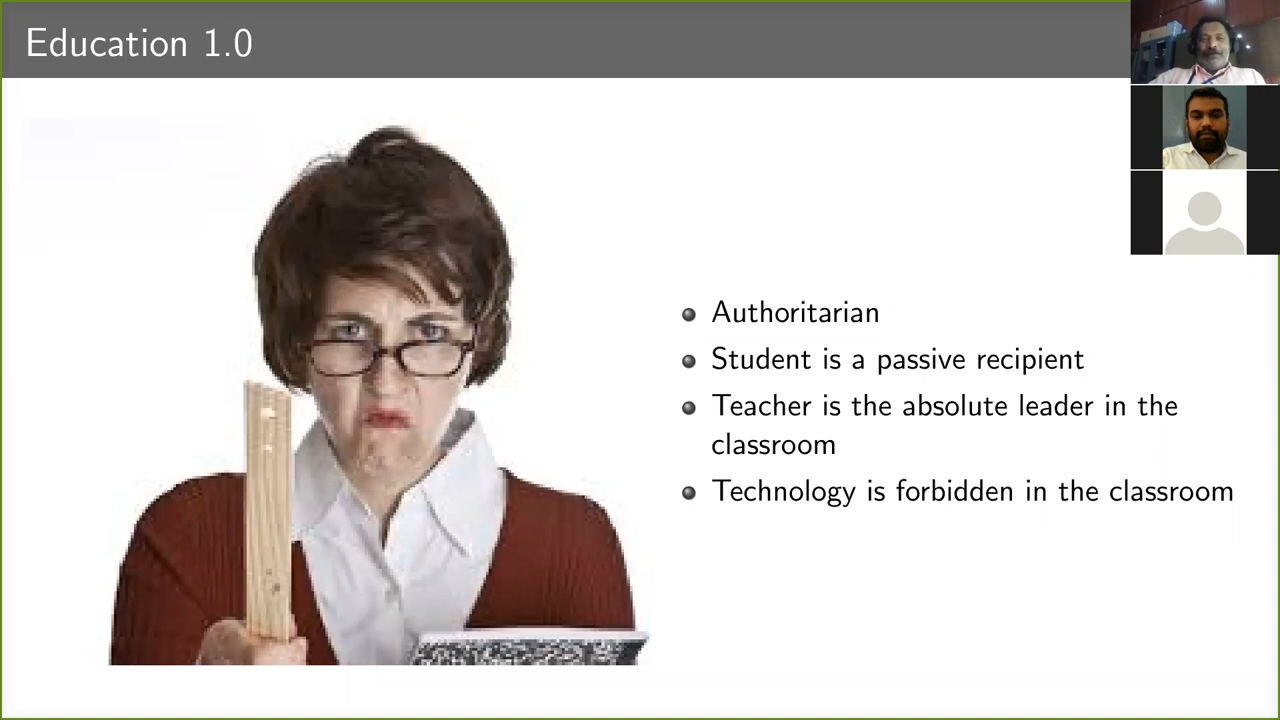 Education 1.0
Authoritarian
Student is a passive recipient
Teacher is the absolute leader in the
classroom
Technology is forbidden in the classroom